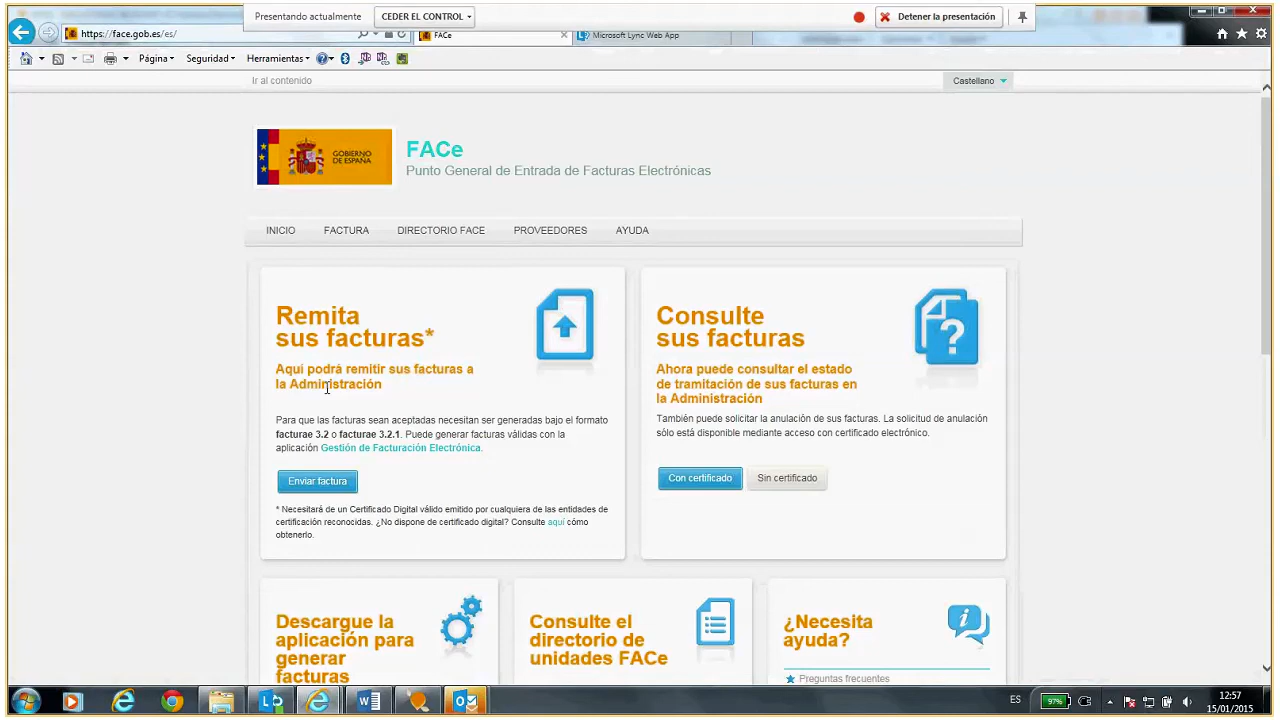 Presentando actualmente
CEDER EL CONTROL
Detener la presentación
https://face.gob.es/es/
FACe
Microsoft Lync Web App
Página
Seguridad
Herramientas
Ir al contenido
Castellano
GOBIERNO
DE ESPAÑA
FACe
Punto General de Entrada de Facturas Electrónicas
INICIO
FACTURA
DIRECTORIO FACE
PROVEEDORES
AYUDA
Remita
sus facturas*
Aquí podrá remitir sus facturas a
la Administración
Para que las facturas sean aceptadas necesitan ser generadas bajo el formato
facturae 3.2 o facturae 3.2.1. Puede generar facturas válidas con la
aplicación Gestión de Facturación Electrónica.
Enviar factura
* Necesitará de un Certificado Digital válido emitido por cualquiera de las entidades de
certificación reconocidas. ¿No dispone de certificado digital? Consulte aquí cómo
obtenerlo.
Consulte
sus facturas
Ahora puede consultar el estado
de tramitación de sus facturas en
la Administración
También puede solicitar la anulación de sus facturas. La solicitud de anulación
sólo está disponible mediante acceso con certificado electrónico.
Con certificado
Sin certificado
Descargue la
aplicación para
generar
facturas
Consulte el
directorio de
unidades FACe
¿Necesita
ayuda?
Preguntas frecuentes
ES
97%
12:57
15/01/2015